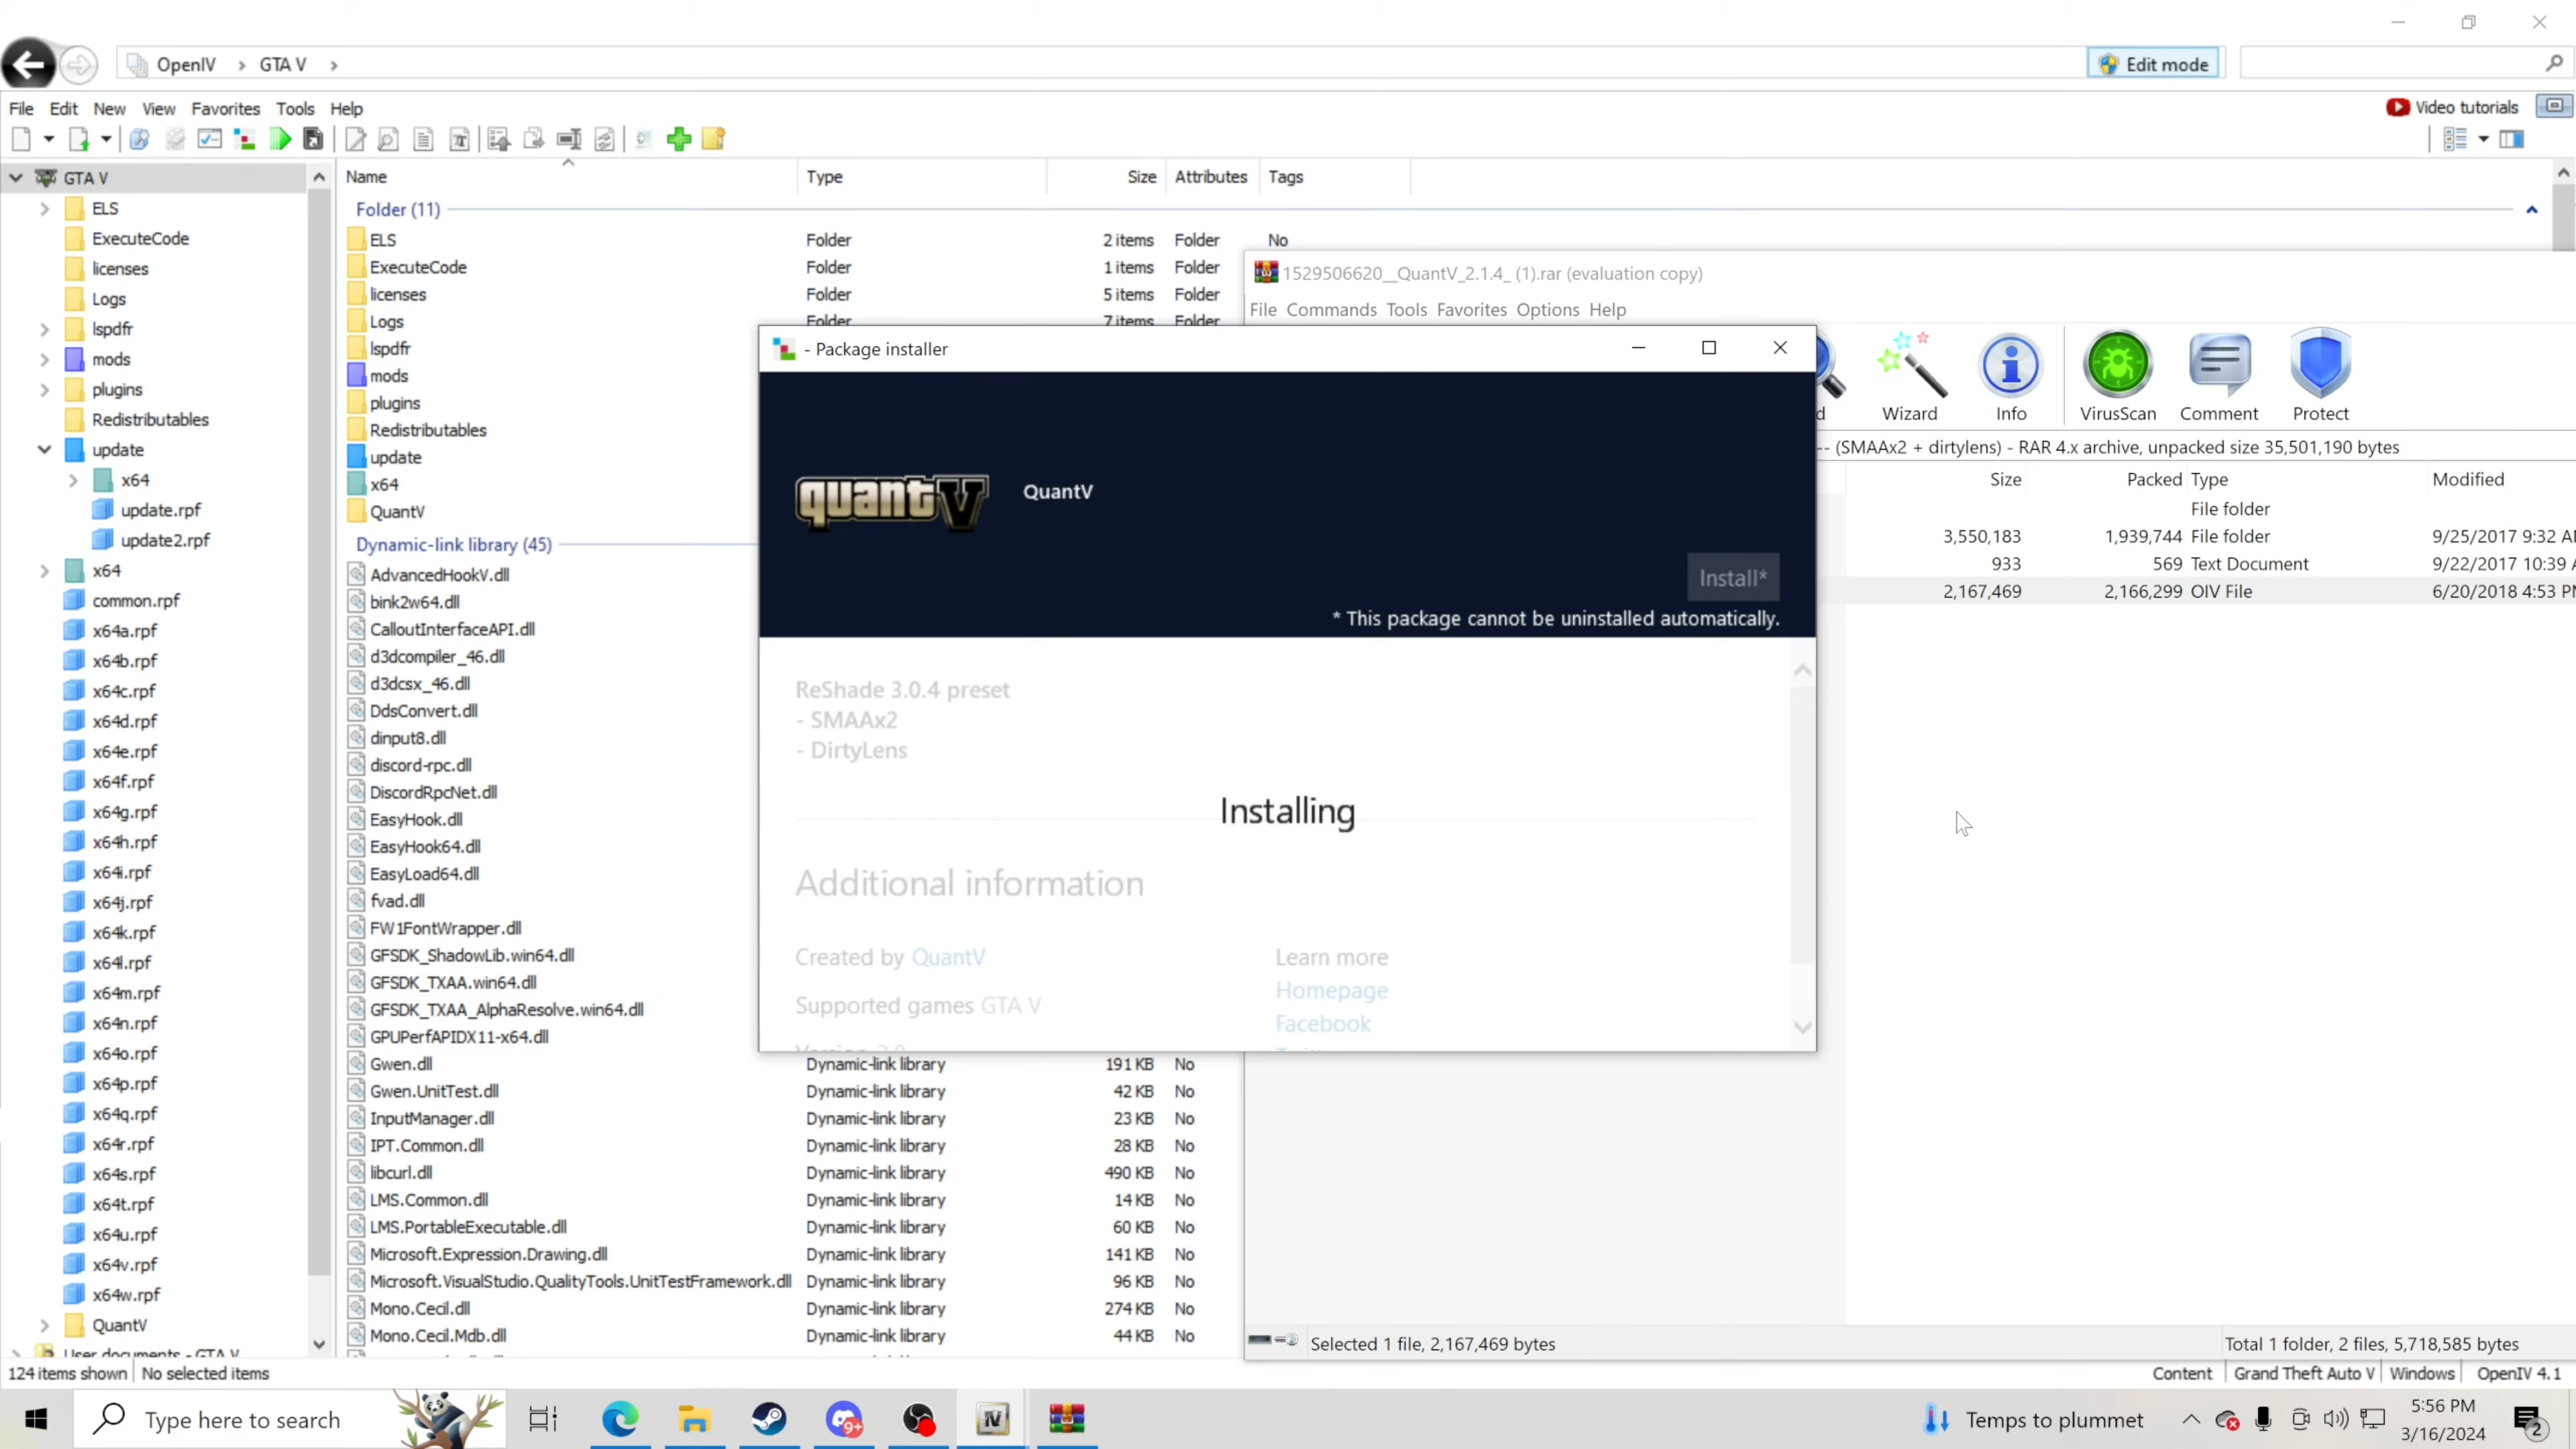 OpenIV > GTA V >
Edit mode
File Edit New View Favorites Tools Help
Video tutorials
GTA V
ELS
ExecuteCode
licenses
Logs
lspdfr
mods
plugins
Redistributables
update
x64
update.rpf
update2.rpf
x64
common.rpf
x64a.rpf
x64b.rpf
x64c.rpf
x64d.rpf
x64e.rpf
x64f.rpf
x64g.rpf
x64h.rpf
x64i.rpf
x64j.rpf
x64k.rpf
x64l.rpf
x64m.rpf
x64n.rpf
x64o.rpf
x64p.rpf
x64q.rpf
x64r.rpf
x64s.rpf
x64t.rpf
x64u.rpf
x64v.rpf
x64w.rpf
QuantV
User documents - GTA V
Name Type Size Attributes Tags
Folder (11)
ELS Folder 2 items Folder No
ExecuteCode Folder 1 items Folder
licenses Folder 5 items Folder
Logs Folder 7 items Folder
lspdfr
mods
plugins
Redistributables
update
x64
QuantV
Dynamic-link library (45)
AdvancedHookV.dll
bink2w64.dll
CalloutInterfaceAPI.dll
d3dcompiler_46.dll
d3dcsx_46.dll
DdsConvert.dll
dinput8.dll
discord-rpc.dll
DiscordRpcNet.dll
EasyHook.dll
EasyHook64.dll
EasyLoad64.dll
fvad.dll
FW1FontWrapper.dll
GFSDK_ShadowLib.win64.dll
GFSDK_TXAA.win64.dll
GFSDK_TXAA_AlphaResolve.win64.dll
GPUPerfAPIDX11-x64.dll
Gwen.dll Dynamic-link library 191 KB No
Gwen.UnitTest.dll Dynamic-link library 42 KB No
InputManager.dll Dynamic-link library 23 KB No
IPT.Common.dll Dynamic-link library 28 KB No
libcurl.dll Dynamic-link library 490 KB No
LMS.Common.dll Dynamic-link library 14 KB No
LMS.PortableExecutable.dll Dynamic-link library 60 KB No
Microsoft.Expression.Drawing.dll Dynamic-link library 141 KB No
Microsoft.VisualStudio.QualityTools.UnitTestFramework.dll Dynamic-link library 96 KB No
Mono.Cecil.dll Dynamic-link library 274 KB No
Mono.Cecil.Mdb.dll Dynamic-link library 44 KB No
1529506620__QuantV_2.1.4_ (1).rar (evaluation copy)
File Commands Tools Favorites Options Help
d Wizard Info VirusScan Comment Protect
-- (SMAAx2 + dirtylens) - RAR 4.x archive, unpacked size 35,501,190 bytes
Size Packed Type Modified
File folder
3,550,183 1,939,744 File folder 9/25/2017 9:32 A
933 569 Text Document 9/22/2017 10:39
2,167,469 2,166,299 OIV File 6/20/2018 4:53 P
Selected 1 file, 2,167,469 bytes
Total 1 folder, 2 files, 5,718,585 bytes
- Package installer
quantV
QuantV
Install*
* This package cannot be uninstalled automatically.
ReShade 3.0.4 preset
- SMAAx2
- DirtyLens
Installing
Additional information
Created by QuantV
Supported games GTA V
Learn more
Homepage
Facebook
124 items shown No selected items
Content Grand Theft Auto V Windows OpenIV 4.1
Type here to search
9+
IV
Temps to plummet
5:56 PM
3/16/2024
2